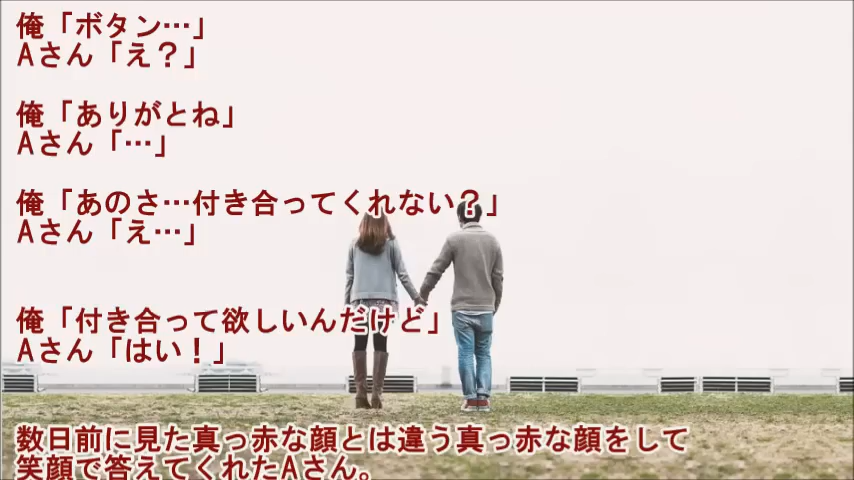 俺「ボタン…」
Aさん「え？」
俺「ありがとね」
Aさん「…」
俺「あのさ…付き合ってくれない？」
Aさん「え…」
俺「付き合って欲しいんだけど」
Aさん「はい！」
数日前に見た真っ赤な顔とは違う真っ赤な顔をして
笑顔で答えてくれたAさん。